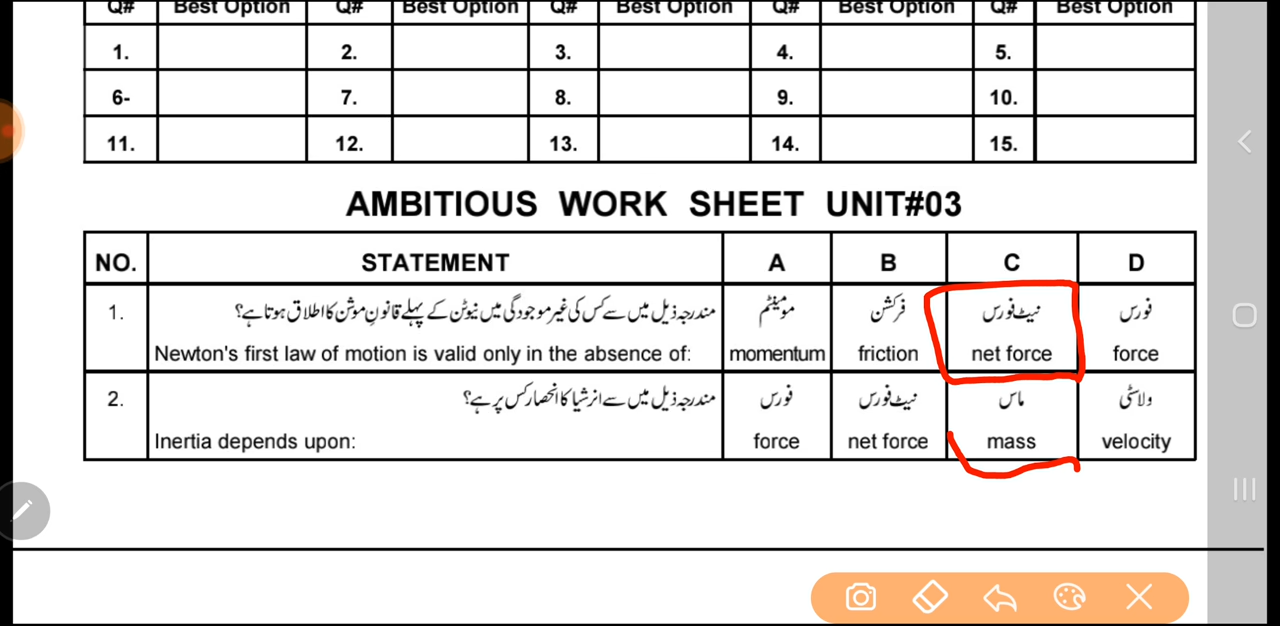 Q# Best Option Q# Best Option Q# Best Option Q# Best Option Q# Best Option
1. 2. 3. 4. 5.
6- 7. 8. 9. 10.
11. 12. 13. 14. 15.
AMBITIOUS WORK SHEET UNIT#03
NO. STATEMENT A B C D
1. مندرجہ ذیل میں سے کس کی غیر موجودگی میں نیوٹن کے پہلے قانونِ موشن کا اطلاق ہوتا ہے؟ مومینٹم فرکشن نیٹ فورس فورس
Newton's first law of motion is valid only in the absence of: momentum friction net force force
2. مندرجہ ذیل میں سے انرشیا کا انحصار کس پر ہے؟ فورس نیٹ فورس ماس ولاسٹی
Inertia depends upon: force net force mass velocity